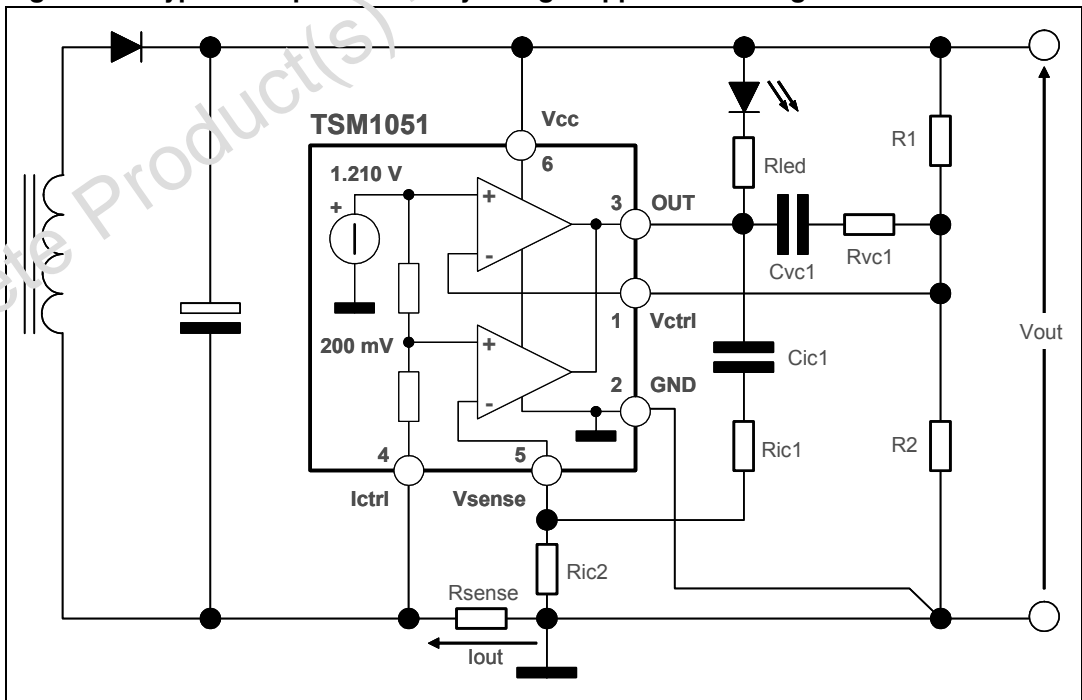 Product(s)
TSM1051
Vcc
6
1.210 V
+
+
-
3
OUT
1
Vctrl
200 mV
+
-
2
GND
4
Ictrl
5
Vsense
Rled
Cvc1
Rvc1
R1
Cic1
Ric1
R2
Vout
Ric2
Rsense
Iout